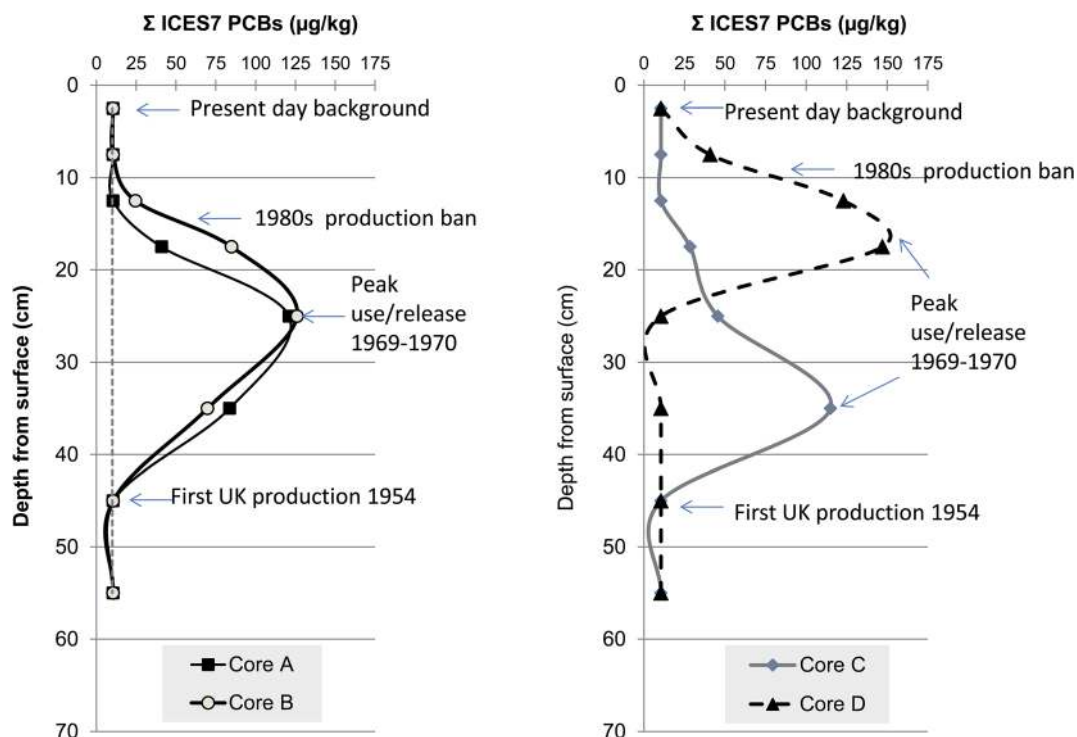 Σ ICES7 PCBs (µg/kg)
0 25 50 75 100 125 150 175
0
10
20
30
40
50
60
70
Depth from surface (cm)
Present day background
1980s production ban
Peak
use/release
1969-1970
First UK production 1954
Core A
Core B
Σ ICES7 PCBs (µg/kg)
0 25 50 75 100 125 150 175
0
10
20
30
40
50
60
70
Depth from surface (cm)
Present day background
1980s production ban
Peak
use/release
1969-1970
First UK production 1954
Core C
Core D